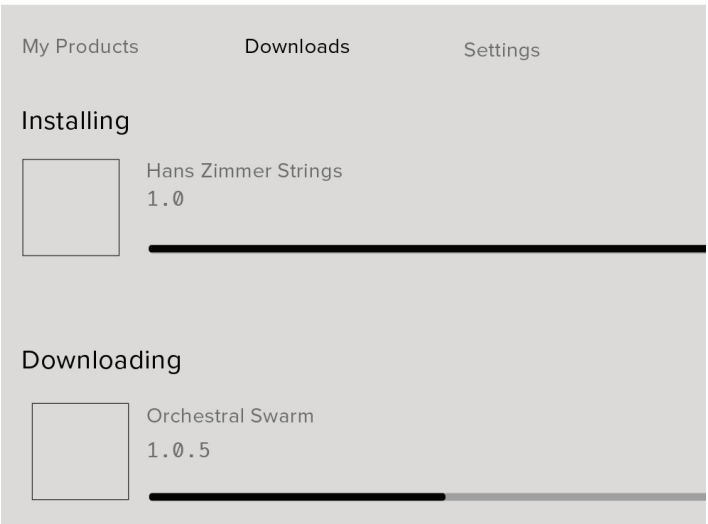 My Products Downloads Settings
Installing
Hans Zimmer Strings
1.0
Downloading
Orchestral Swarm
1.0.5